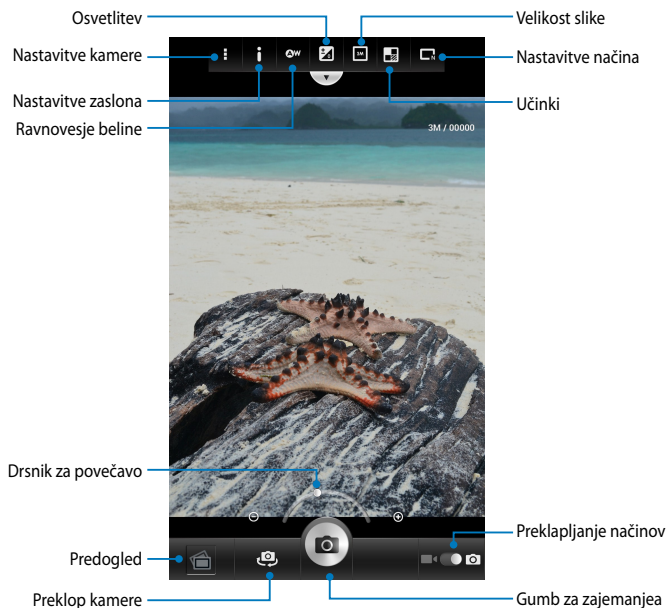 Osvetlitev
Velikost slike
Nastavitve kamere
Nastavitve načina
Nastavitve zaslona
Učinki
Ravnovesje beline
3M / 00000
Drsnik za povečavo
Preklapljanje načinov
Predogled
Preklop kamere
Gumb za zajemanjea